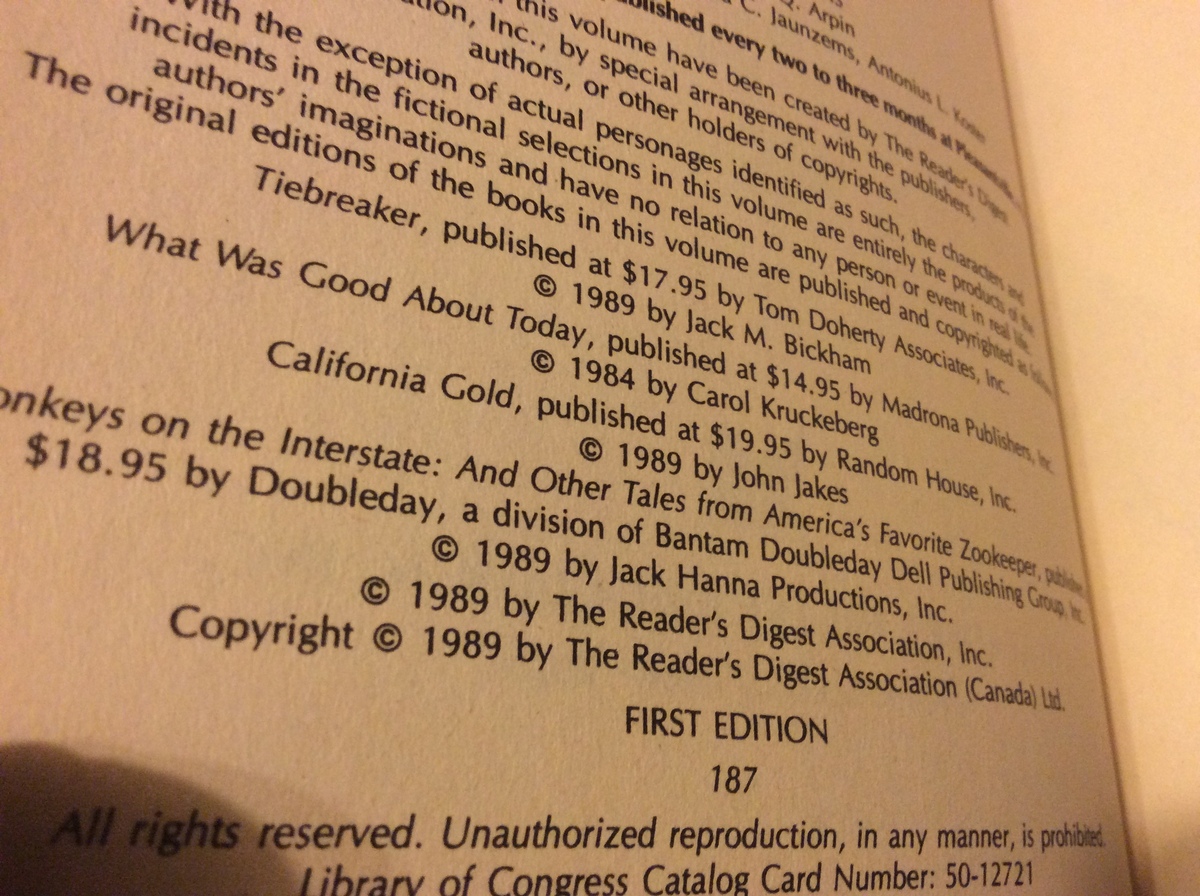 Q. Arpin
C. Jaunzems, Antonius L. Koster
published every two to three months at
this volume have been created by The Reader's Digest
Inc., by special arrangement with the publishers,
authors, or other holders of copyrights.
With the exception of actual personages identified as such, the characters and
incidents in the fictional selections in this volume are entirely the products of the
authors' imaginations and have no relation to any person or event in real life.
The original editions of the books in this volume are published and copyrighted as
Tiebreaker, published at $17.95 by Tom Doherty Associates, Inc.
© 1989 by Jack M. Bickham
What Was Good About Today, published at $14.95 by Madrona Publishers, Inc.
© 1984 by Carol Kruckeberg
California Gold, published at $19.95 by Random House, Inc.
© 1989 by John Jakes
onkeys on the Interstate: And Other Tales from America's Favorite Zookeeper,
$18.95 by Doubleday, a division of Bantam Doubleday Dell Publishing Group, Inc.
© 1989 by Jack Hanna Productions, Inc.
© 1989 by The Reader's Digest Association, Inc.
Copyright © 1989 by The Reader's Digest Association (Canada) Ltd.
FIRST EDITION
187
All rights reserved. Unauthorized reproduction, in any manner, is prohibited.
Library of Congress Catalog Card Number: 50-12721